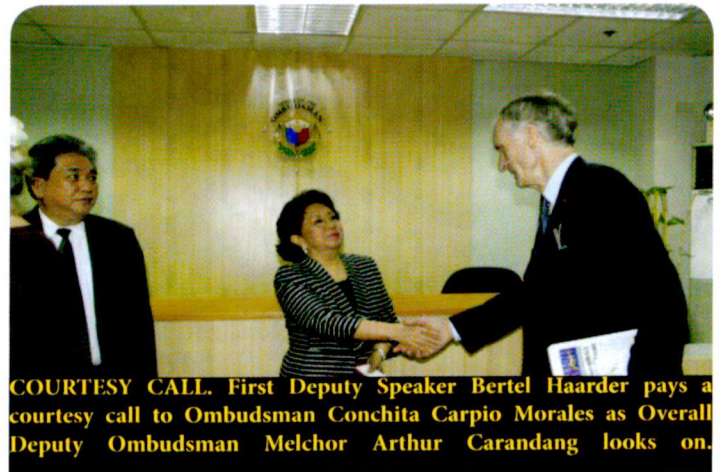 OMBUDSMAN
COURTESY CALL. First Deputy Speaker Bertel Haarder pays a
courtesy call to Ombudsman Conchita Carpio Morales as Overall
Deputy Ombudsman Melchor Arthur Carandang looks on.